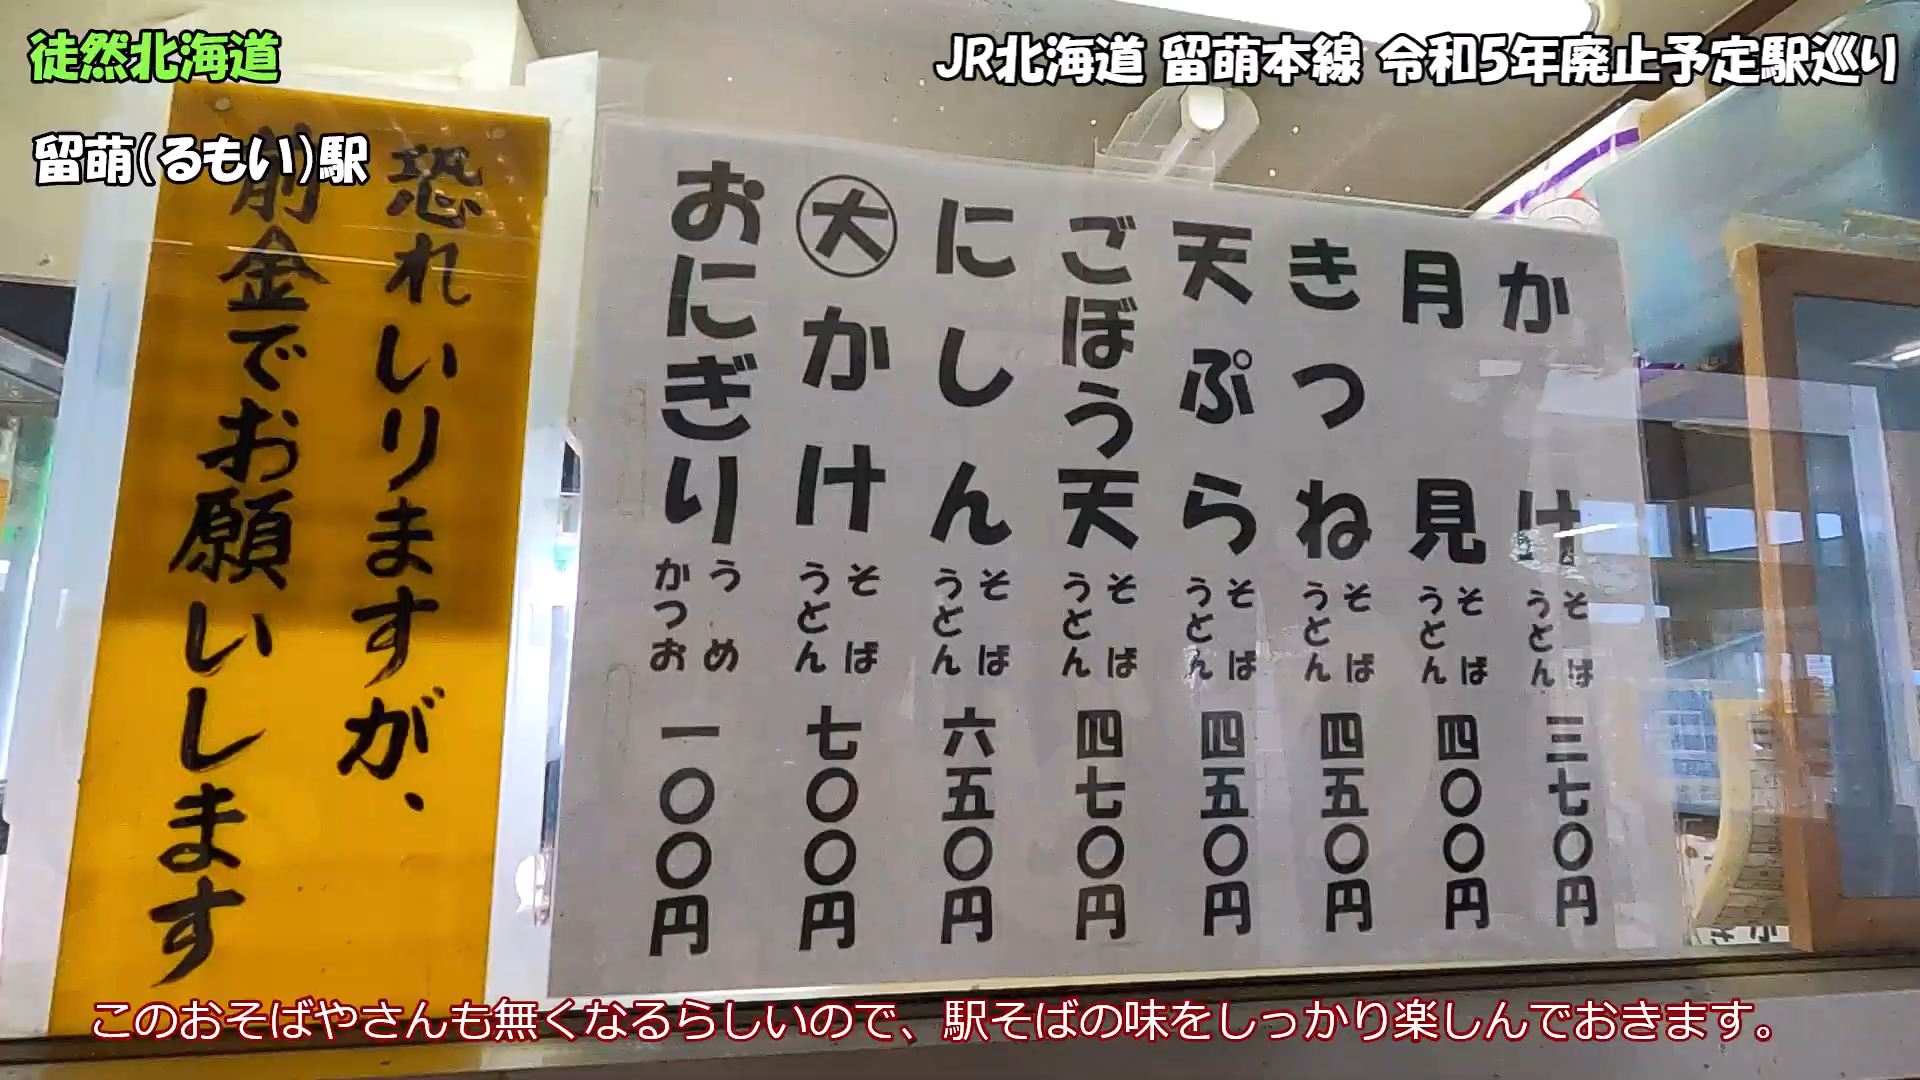 徒然北海道
JR北海道 留萌本線 令和5年廃止予定駅巡り
留萌(るもい)駅
かけ そば うどん 三七〇円
月見 そば うどん 四〇〇円
きつね そば うどん 四五〇円
天ぷら そば うどん 四五〇円
ごぼう天 そば うどん 四七〇円
にしん そば うどん 六五〇円
大かけ そば うどん 七〇〇円
おにぎり うめ かつお 一〇〇円
恐れいりますが、
前金でお願いします
このおそばやさんも無くなるらしいので、駅そばの味をしっかり楽しんでおきます。